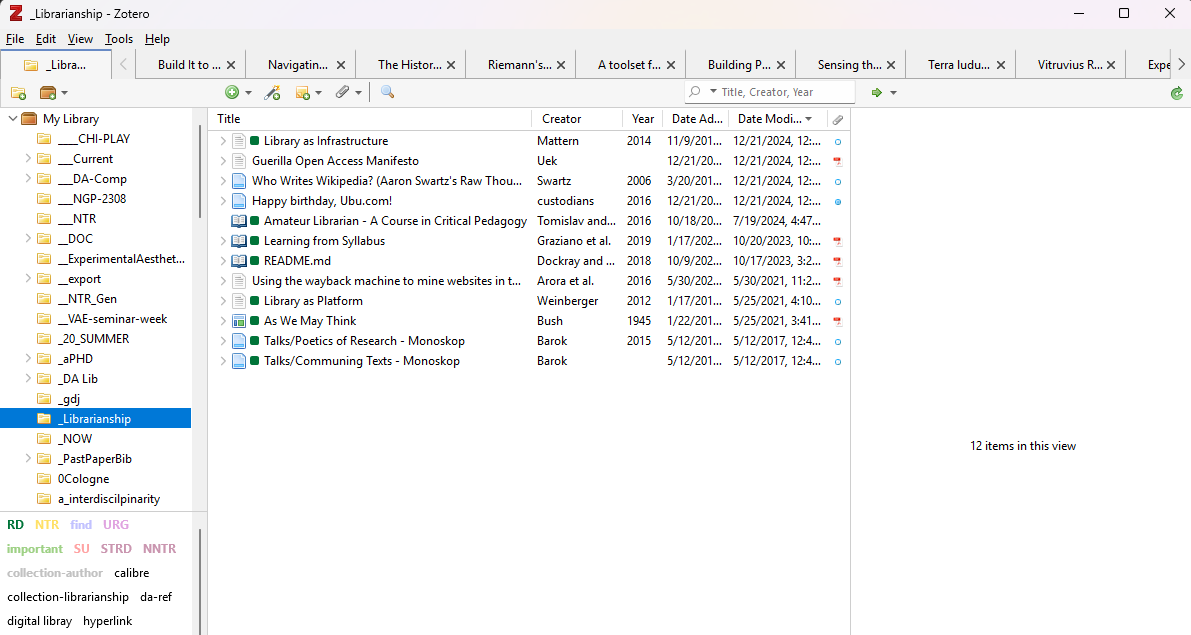 _Librarianship - Zotero
File Edit View Tools Help
_Libra... Build It to ... Navigatin... The Histor... Riemann's... A toolset f... Building P... Sensing th... Terra ludu... Vitruvius R... Expe
Title, Creator, Year
My Library
____CHI-PLAY
___Current
___DA-Comp
___NGP-2308
___NTR
__DOC
__ExperimentalAesthet...
__export
__NTR_Gen
__VAE-seminar-week
_20_SUMMER
_aPHD
_DA Lib
_gdj
_Librarianship
_NOW
_PastPaperBib
0Cologne
a_interdiscilpinarity
RD NTR find URG
important SU STRD NNTR
collection-author calibre
collection-librarianship da-ref
digital libray hyperlink
Title Creator Year Date Ad... Date Modi...
Library as Infrastructure Mattern 2014 11/9/201... 12/21/2024, 12:...
Guerilla Open Access Manifesto Uek 12/21/20... 12/21/2024, 12:...
Who Writes Wikipedia? (Aaron Swartz's Raw Thou... Swartz 2006 3/20/201... 12/21/2024, 12:...
Happy birthday, Ubu.com! custodians 2016 12/21/20... 12/21/2024, 12:...
Amateur Librarian - A Course in Critical Pedagogy Tomislav and... 2016 10/18/20... 7/19/2024, 4:47...
Learning from Syllabus Graziano et al. 2019 1/17/202... 10/20/2023, 10:...
README.md Dockray and ... 2018 10/9/202... 10/17/2023, 3:2...
Using the wayback machine to mine websites in t... Arora et al. 2016 5/30/202... 5/30/2021, 11:2...
Library as Platform Weinberger 2012 1/17/201... 5/25/2021, 4:10...
As We May Think Bush 1945 1/22/201... 5/25/2021, 3:41...
Talks/Poetics of Research - Monoskop Barok 2015 5/12/201... 5/12/2017, 12:4...
Talks/Communing Texts - Monoskop Barok 5/12/201... 5/12/2017, 12:4...
12 items in this view